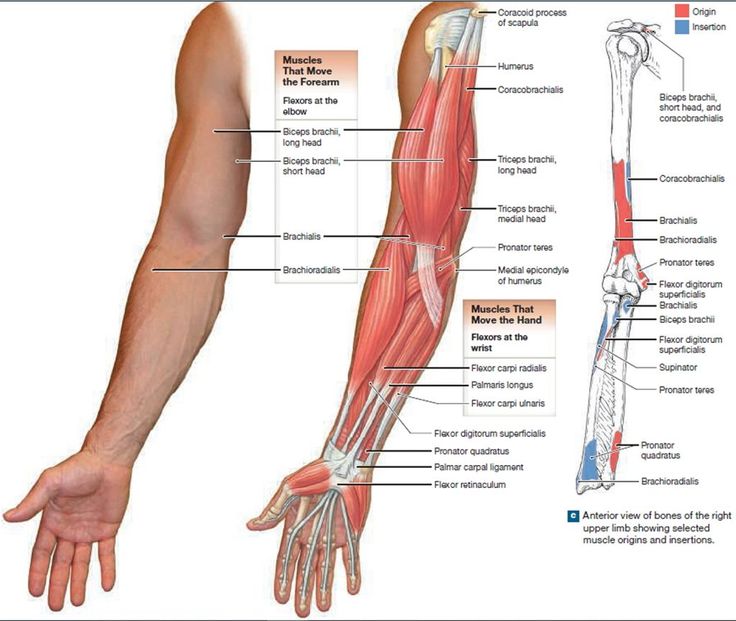 Muscles
That Move
the Forearm
Flexors at the
elbow
Biceps brachii,
long head
Biceps brachii,
short head
Brachialis
Brachioradialis
Coracoid process
of scapula
Humerus
Coracobrachialis
Triceps brachii,
long head
Triceps brachii,
medial head
Pronator teres
Medial epicondyle
of humerus
Muscles That
Move the Hand
Flexors at the
wrist
Flexor carpi radialis
Palmaris longus
Flexor carpi ulnaris
Flexor digitorum superficialis
Pronator quadratus
Palmar carpal ligament
Flexor retinaculum
Origin
Insertion
Biceps brachii,
short head, and
coracobrachialis
Coracobrachialis
Brachialis
Brachioradialis
Pronator teres
Flexor digitorum
superficialis
Brachialis
Biceps brachii
Flexor digitorum
superficialis
Supinator
Pronator teres
Pronator
quadratus
Brachioradialis
c Anterior view of bones of the right
upper limb showing selected
muscle origins and insertions.